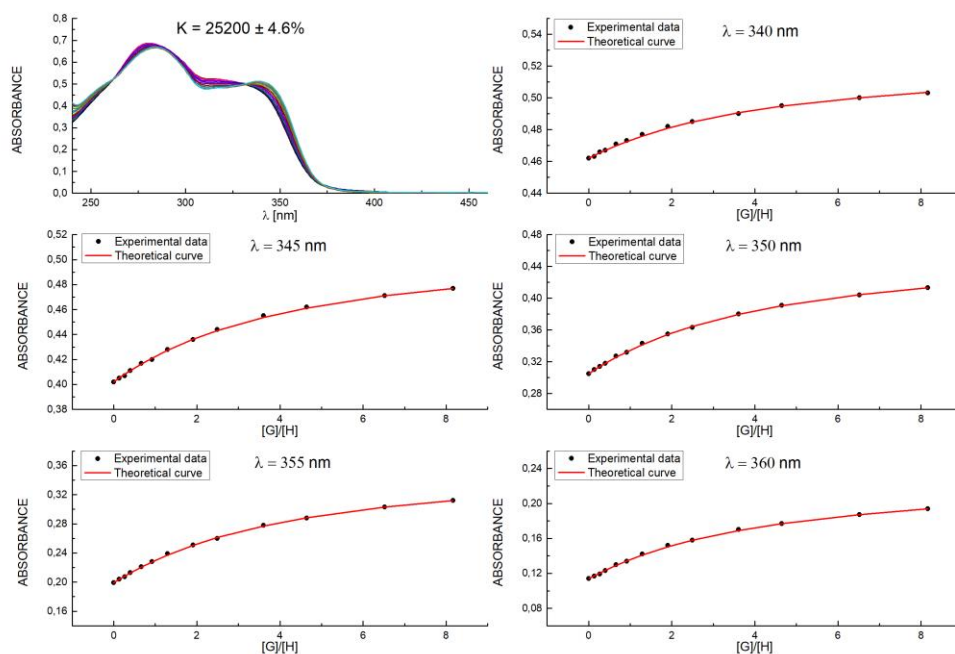 K = 25200 ± 4.6%
ABSORBANCE
0,8
0,7
0,6
0,5
0,4
0,3
0,2
0,1
0,0
250 300 350 400 450
λ [nm]
Experimental data
Theoretical curve
λ = 340 nm
ABSORBANCE
0,54
0,52
0,50
0,48
0,46
0,44
0 2 4 6 8
[G]/[H]
Experimental data
Theoretical curve
λ = 345 nm
ABSORBANCE
0,52
0,50
0,48
0,46
0,44
0,42
0,40
0,38
0 2 4 6 8
[G]/[H]
Experimental data
Theoretical curve
λ = 350 nm
ABSORBANCE
0,48
0,44
0,40
0,36
0,32
0,28
0 2 4 6 8
[G]/[H]
Experimental data
Theoretical curve
λ = 355 nm
ABSORBANCE
0,36
0,32
0,28
0,24
0,20
0,16
0 2 4 6 8
[G]/[H]
Experimental data
Theoretical curve
λ = 360 nm
ABSORBANCE
0,24
0,20
0,16
0,12
0,08
0 2 4 6 8
[G]/[H]